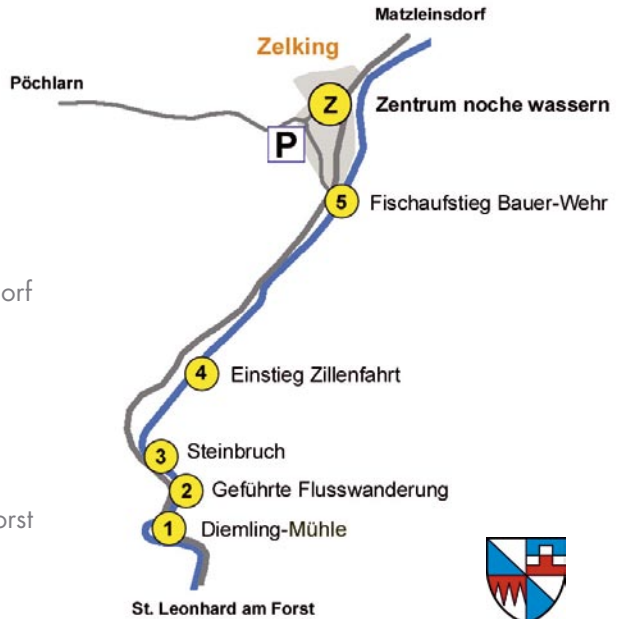 Matzleinsdorf
Zelking
Pöchlarn
Z
Zentrum noche wassern
P
5
Fischaufstieg Bauer-Wehr
orf
4
Einstieg Zillenfahrt
3
Steinbruch
2
Geführte Flusswanderung
orst
1
Diemling-Mühle
St. Leonhard am Forst